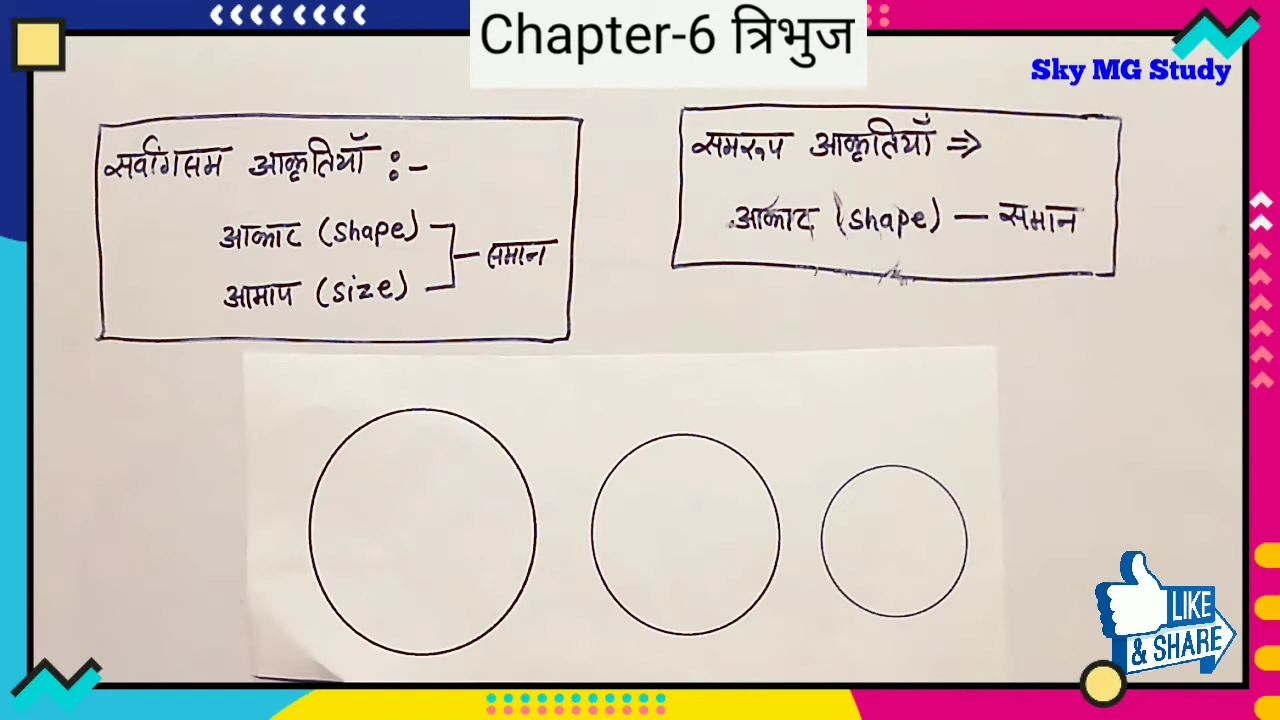 Chapter-6 त्रिभुज
Sky MG Study
सर्वांगसम आकृतियाँ :-
आकार (shape)
आमाप (size)
समान
समरूप आकृतियाँ ⇒
आकार (shape) — समान
LIKE
& SHARE